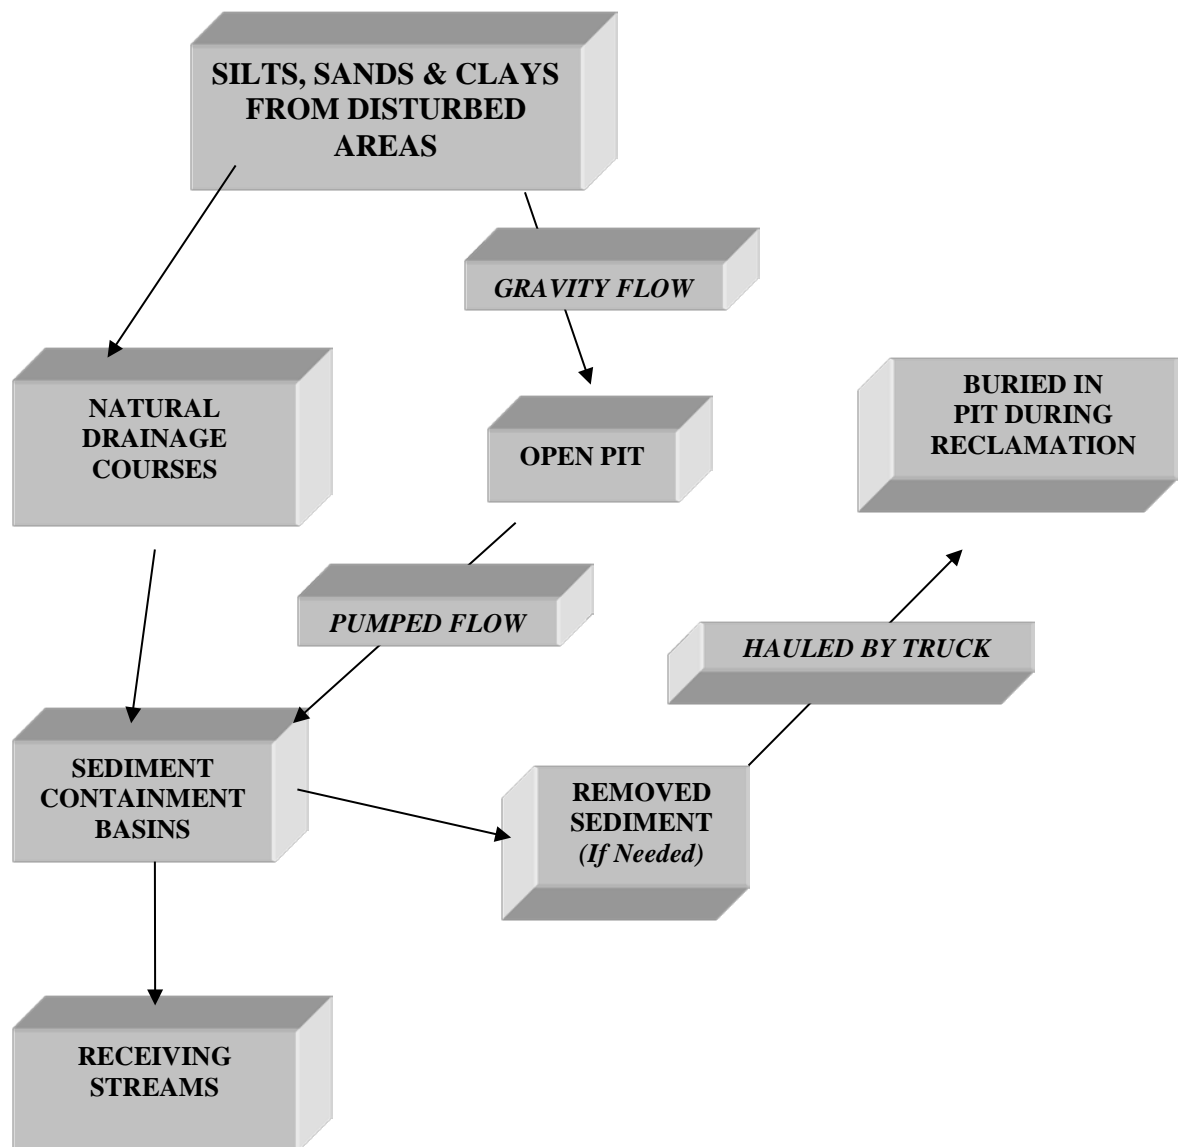 SILTS, SANDS & CLAYS
FROM DISTURBED
AREAS
GRAVITY FLOW
NATURAL
DRAINAGE
COURSES
OPEN PIT
BURIED IN
PIT DURING
RECLAMATION
PUMPED FLOW
HAULED BY TRUCK
SEDIMENT
CONTAINMENT
BASINS
REMOVED
SEDIMENT
(If Needed)
RECEIVING
STREAMS